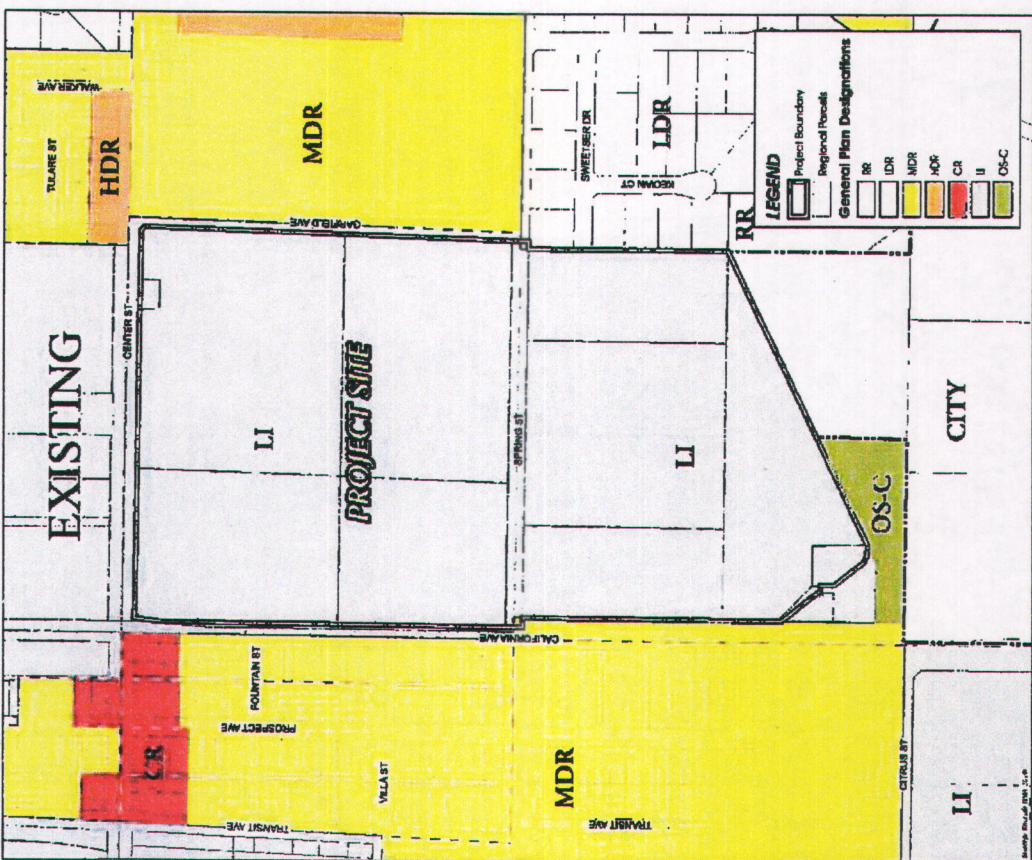 EXISTING
WALKER AVE
TULARE ST
HDR
MDR
CENTER ST
GARFIELD AVE
LI
PROJECT SITE
SPRING ST
LI
SWEETSER DR
LDR
KEOUAN CT
RR
CALIFORNIA AVE
CR
FOUNTAIN ST
PROSPECT AVE
VILLA ST
TRANSIT AVE
MDR
TRANSIT AVE
OS-C
CITY
CITRUS ST
LI
LEGEND
Project Boundary
Regional Parcels
General Plan Designations
RR
LDR
MDR
HDR
CR
LI
OS-C